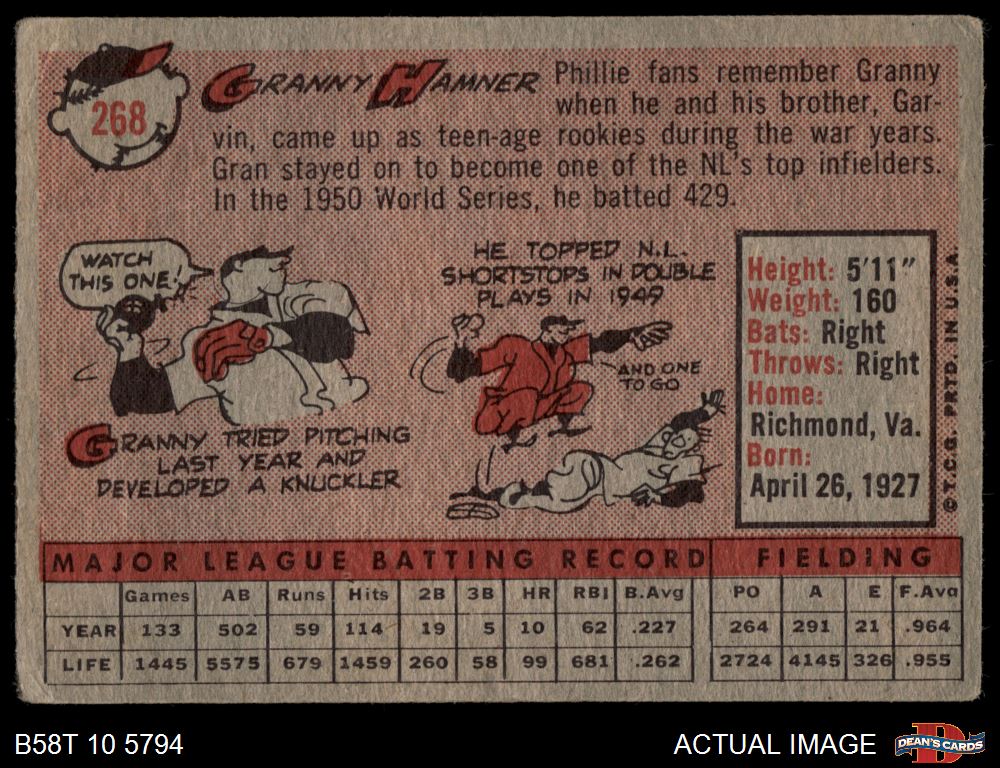 268
GRANNY HAMNER
Phillie fans remember Granny
when he and his brother, Gar-
vin, came up as teen-age rookies during the war years.
Gran stayed on to become one of the NL's top infielders.
In the 1950 World Series, he batted 429.
WATCH
THIS ONE!
GRANNY TRIED PITCHING
LAST YEAR AND
DEVELOPED A KNUCKLER
HE TOPPED N.L.
SHORTSTOPS IN DOUBLE
PLAYS IN 1949
AND ONE
TO GO
Height: 5'11"
Weight: 160
Bats: Right
Throws: Right
Home:
Richmond, Va.
Born:
April 26, 1927
© T.C.G. PRTD. IN U.S.A.
MAJOR LEAGUE BATTING RECORD FIELDING
Games AB Runs Hits 2B 3B HR RBI B.Avg PO A E F.Avg
YEAR 133 502 59 114 19 5 10 62 .227 264 291 21 .964
LIFE 1445 5575 679 1459 260 58 99 681 .262 2724 4145 326 .955
B58T 10 5794
ACTUAL IMAGE
D
DEAN'S CARDS